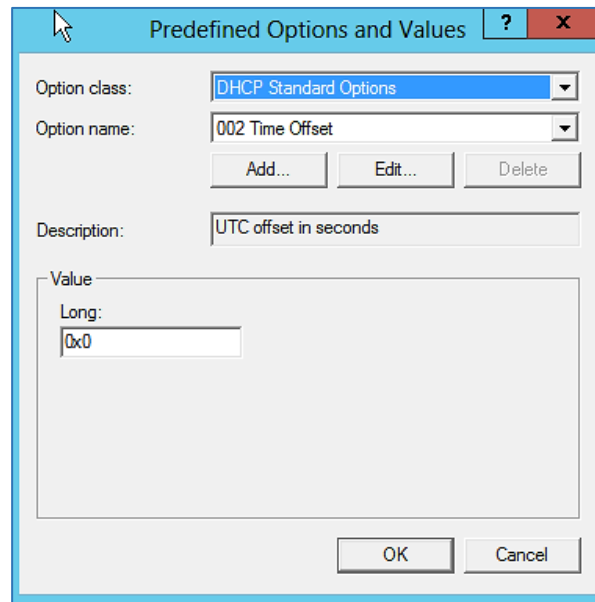 Predefined Options and Values ? x
Option class: DHCP Standard Options
Option name: 002 Time Offset
Add... Edit... Delete
Description: UTC offset in seconds
Value
Long:
0x0
OK Cancel